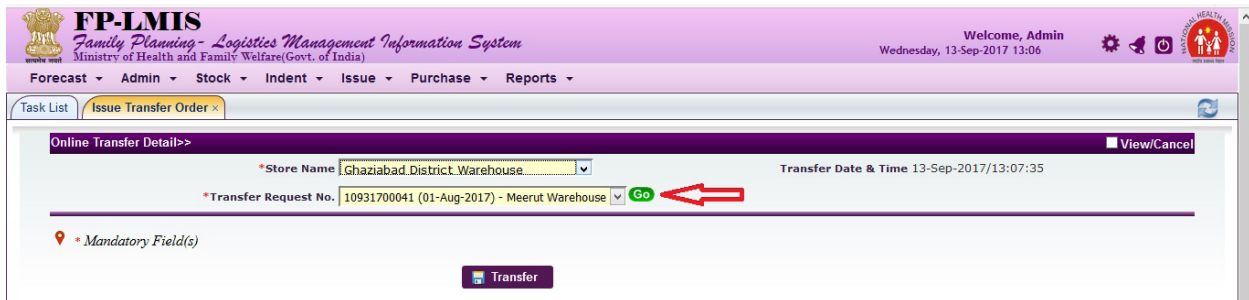 FP-LMIS
Family Planning- Logistics Management Information System
Ministry of Health and Family Welfare(Govt. of India)
Welcome, Admin
Wednesday, 13-Sep-2017 13:06
Forecast Admin Stock Indent Issue Purchase Reports
Task List Issue Transfer Order ×
Online Transfer Detail>> View/Cancel
*Store Name Ghaziabad District Warehouse Transfer Date & Time 13-Sep-2017/13:07:35
*Transfer Request No. 10931700041 (01-Aug-2017) - Meerut Warehouse Go
* Mandatory Field(s)
Transfer